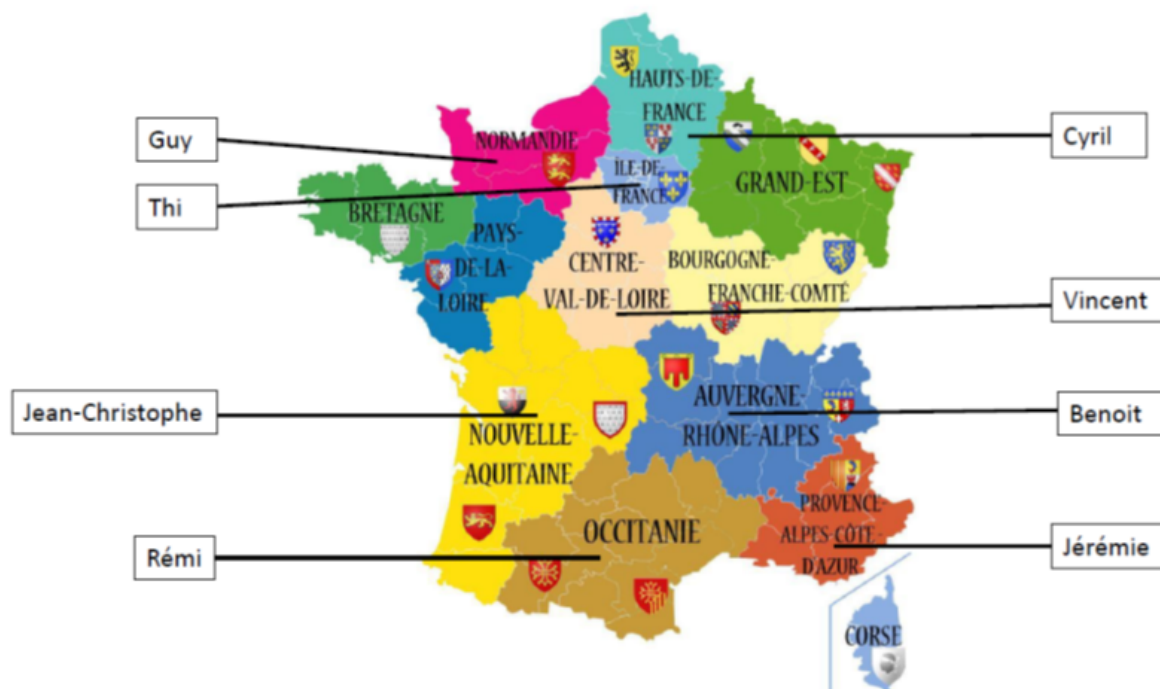 HAUTS-DE-
FRANCE
Guy
NORMANDIE
Cyril
ÎLE-DE-
FRANCE
GRAND-EST
Thi
BRETAGNE
PAYS-
DE-LA-
LOIRE
CENTRE-
VAL-DE-LOIRE
BOURGOGNE-
FRANCHE-COMTÉ
Vincent
Jean-Christophe
NOUVELLE-
AQUITAINE
AUVERGNE-
RHÔNE-ALPES
Benoit
Rémi
OCCITANIE
PROVENCE-
ALPES-CÔTE-
D'AZUR
Jérémie
CORSE